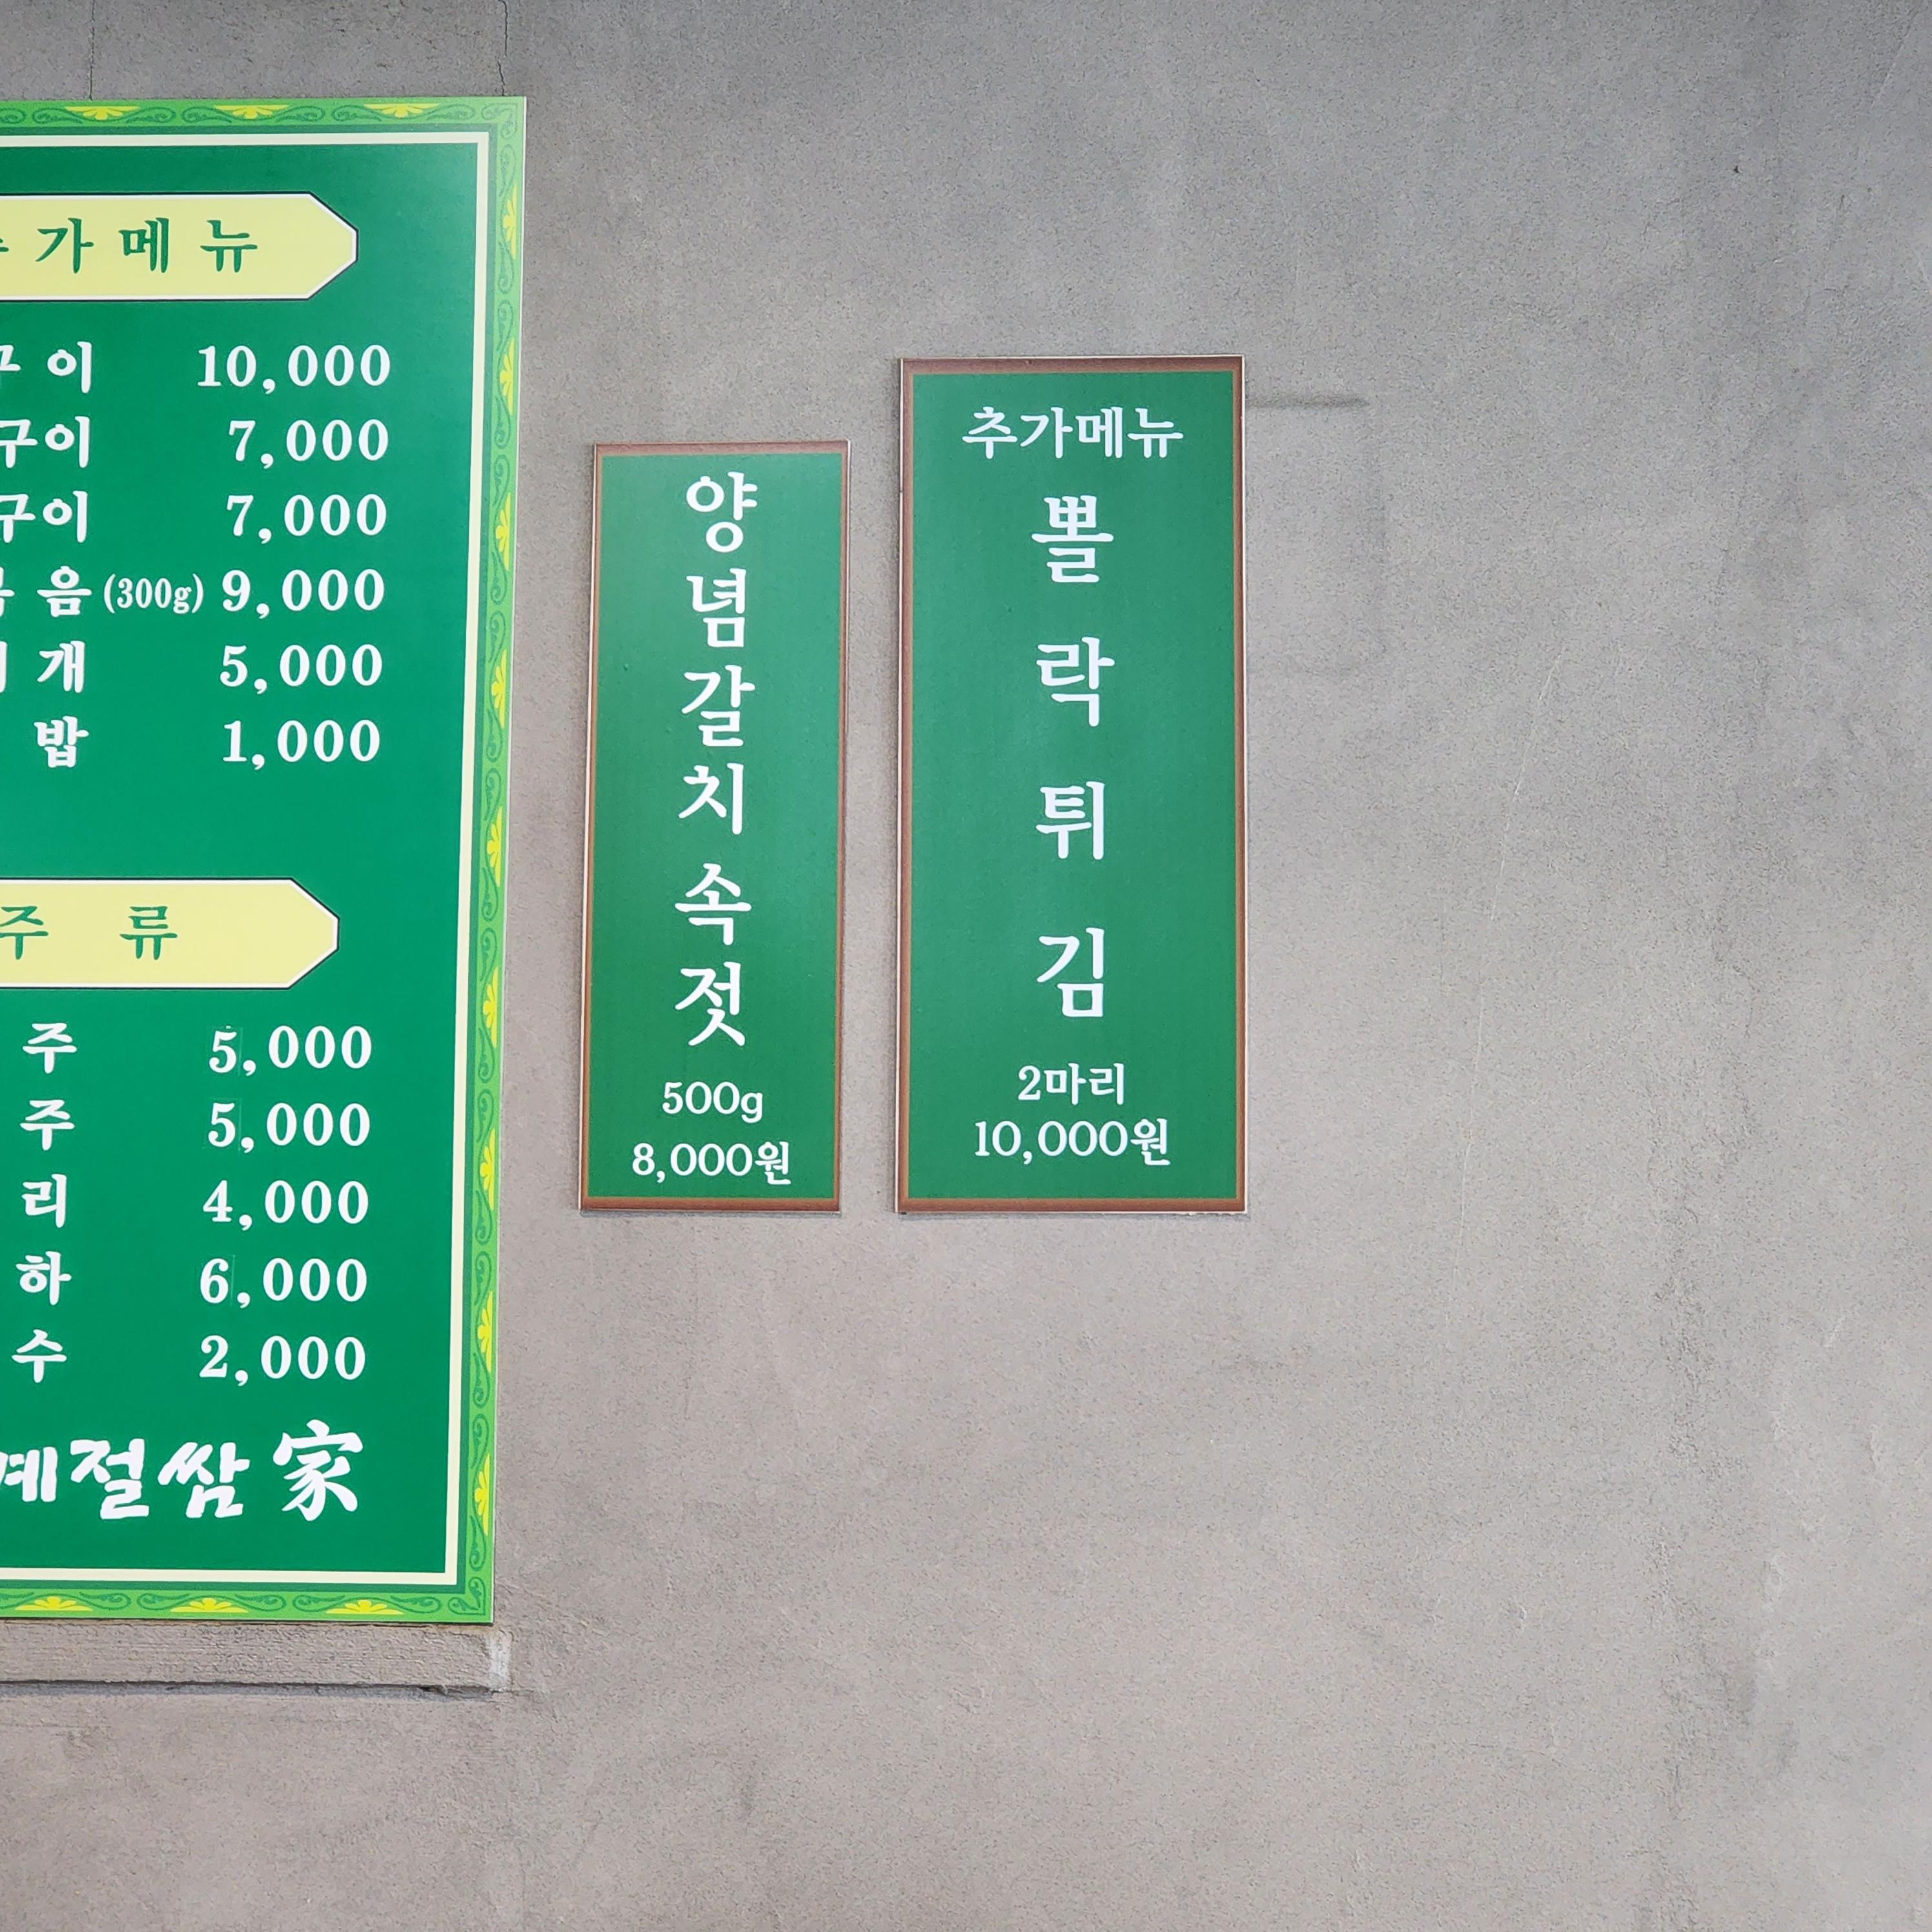 가메뉴
이 10,000
구이 7,000
구이 7,000
음 (300g) 9,000
개 5,000
밥 1,000
주 류
주 5,000
주 5,000
리 4,000
하 6,000
수 2,000
계절쌈家
양념갈치속젓
500g
8,000원
추가메뉴
뽈락튀김
2마리
10,000원